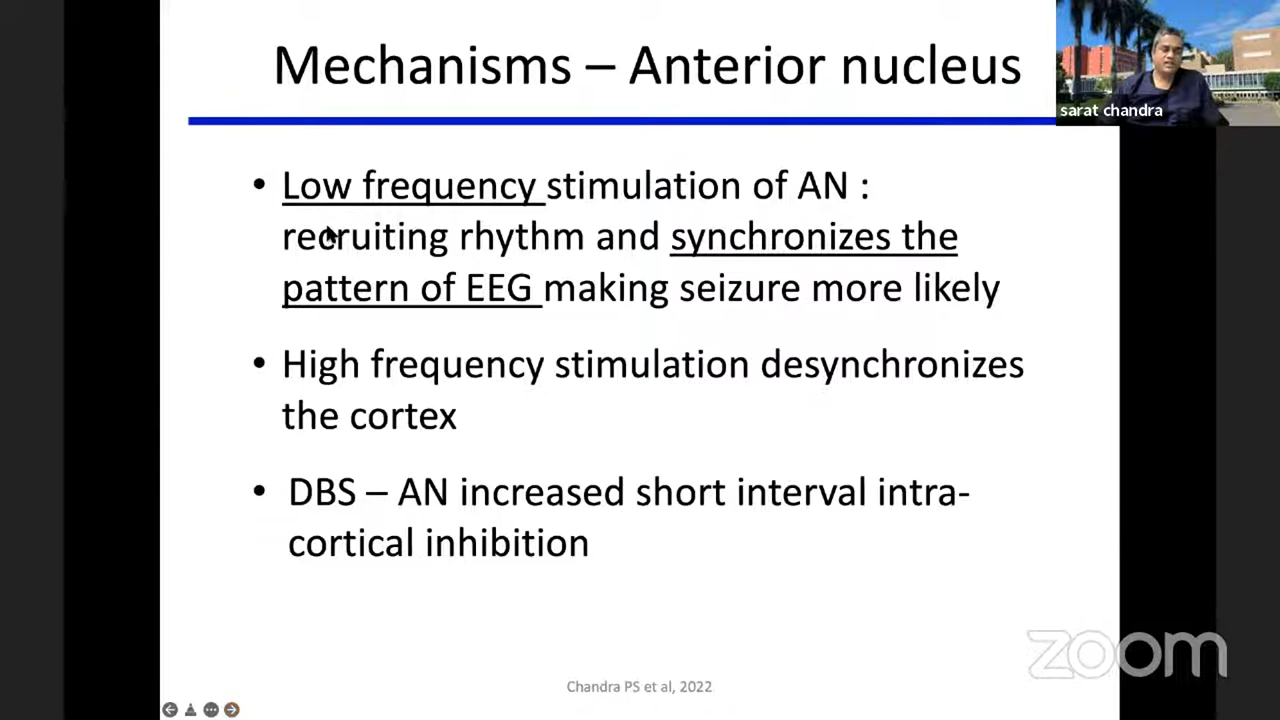 Mechanisms – Anterior nucleus
sarat chandra
• Low frequency stimulation of AN :
recruiting rhythm and synchronizes the
pattern of EEG making seizure more likely
• High frequency stimulation desynchronizes
the cortex
• DBS – AN increased short interval intra-
cortical inhibition
zoom
Chandra PS et al, 2022